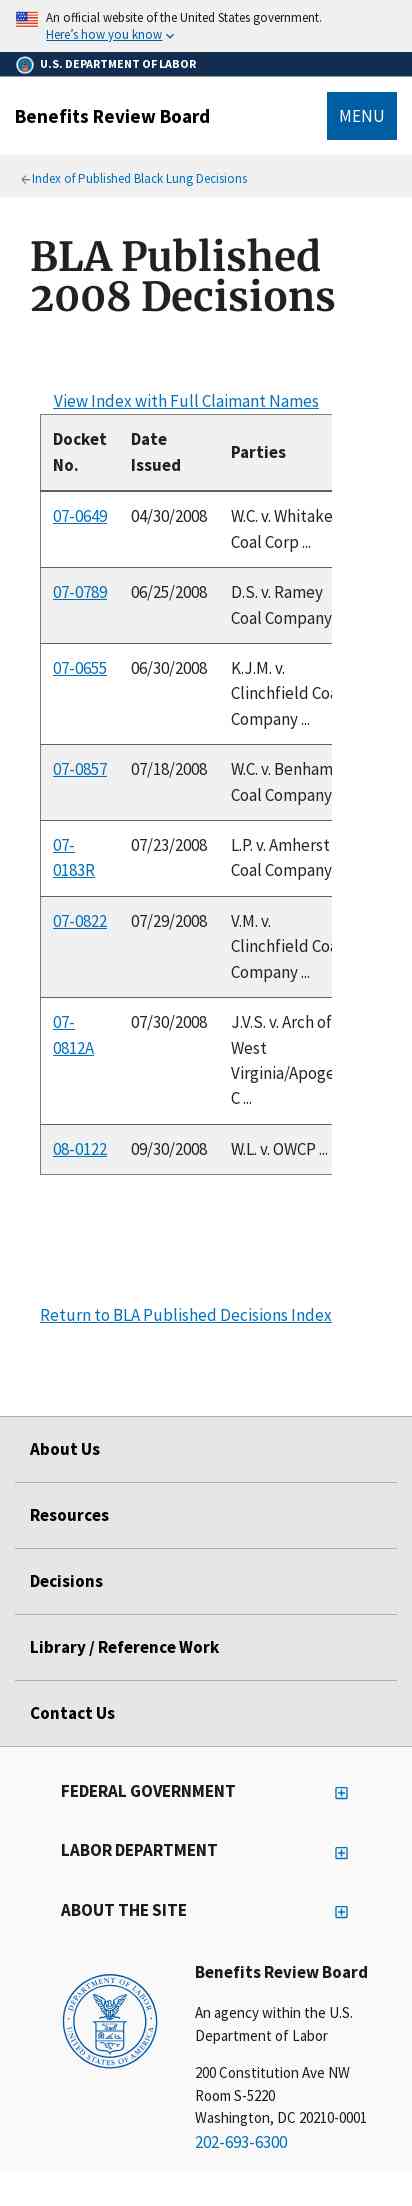 An official website of the United States government.
Here's how you know
U.S. DEPARTMENT OF LABOR
Benefits Review Board
MENU
Index of Published Black Lung Decisions
BLA Published
2008 Decisions
View Index with Full Claimant Names
Docket No. Date Issued Parties
07-0649 04/30/2008 W.C. v. Whitake
Coal Corp ...
07-0789 06/25/2008 D.S. v. Ramey
Coal Company
07-0655 06/30/2008 K.J.M. v.
Clinchfield Coa
Company ...
07-0857 07/18/2008 W.C. v. Benham
Coal Company
07- 07/23/2008 L.P. v. Amherst
0183R Coal Company
07-0822 07/29/2008 V.M. v.
Clinchfield Coa
Company ...
07- 07/30/2008 J.V.S. v. Arch of
0812A West
Virginia/Apoge
C ...
08-0122 09/30/2008 W.L. v. OWCP ...
Return to BLA Published Decisions Index
About Us
Resources
Decisions
Library / Reference Work
Contact Us
FEDERAL GOVERNMENT
LABOR DEPARTMENT
ABOUT THE SITE
DEPARTMENT OF LABOR
UNITED STATES OF AMERICA
Benefits Review Board
An agency within the U.S.
Department of Labor
200 Constitution Ave NW
Room S-5220
Washington, DC 20210-0001
202-693-6300